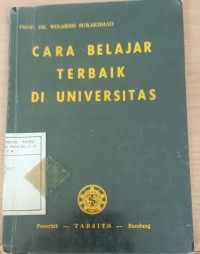 PROF. DR. WINARNO SURAKHMAD
CARA BELAJAR
TERBAIK
DI UNIVERSITAS
Penerbit — TARSITO — Bandung